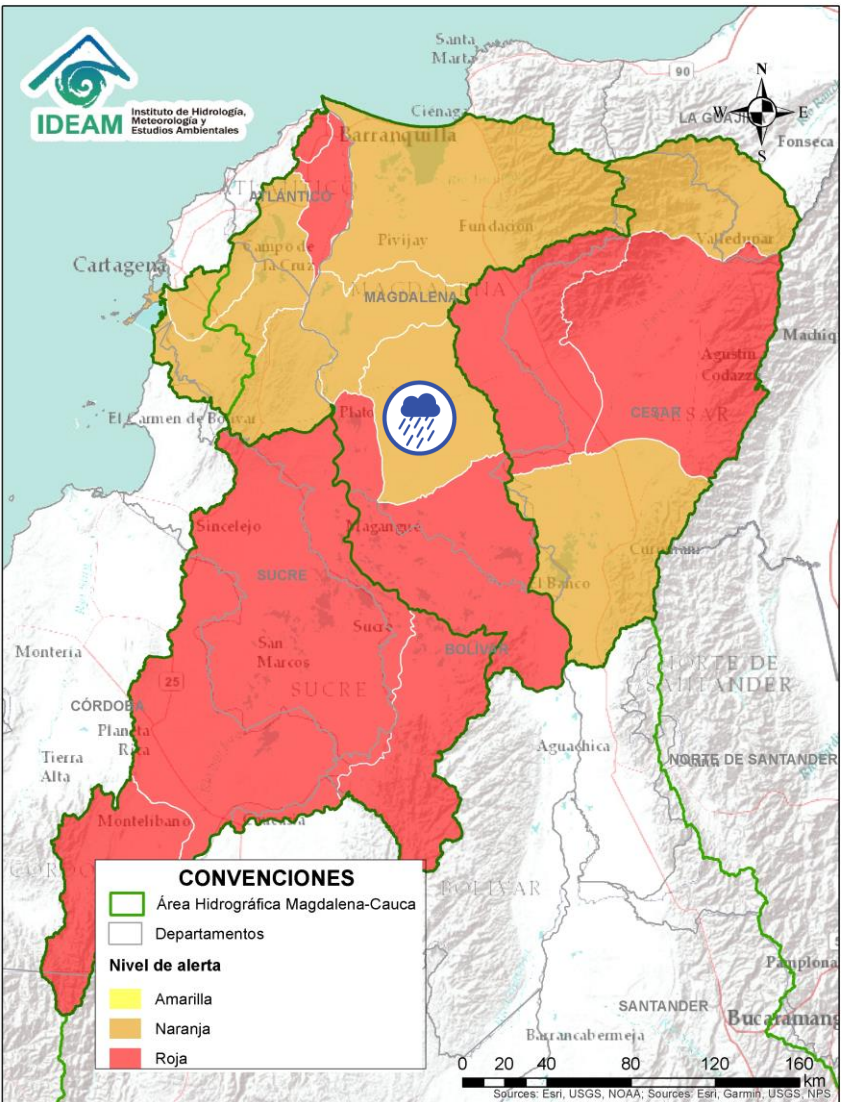 IDEAM
Instituto de Hidrología,
Meteorología y
Estudios Ambientales
Santa
Marta
90
N
W
E
S
Ciénaga
LA GUAJIRA
Fonseca
Barranquilla
ATLÁNTICO
Valledupar
Fundación
Pivijay
Campo de
la Cruz
Cartagena
MAGDALENA
Agustín
Codazzi
CESAR
CESAR
El Carmen de Bolívar
Plato
Sincelejo
Magangué
SUCRE
El Banco
Sucre
BOLÍVAR
San
Marcos
SUCRE
Montería
25
CÓRDOBA
Planeta
Rica
Tierra
Alta
NORTE DE
SANTANDER
Aguachica
NORTE DE SANTANDER
Montelibano
BOLIVAR
CONVENCIONES
Área Hidrográfica Magdalena-Cauca
Departamentos
Nivel de alerta
Amarilla
Naranja
Roja
Pamplona
SANTANDER
Bucaramang
Barrancabermeja
0 20 40 80 120 160
km
Sources: Esri, USGS, NOAA; Sources: Esri, Garmin, USGS, NPS